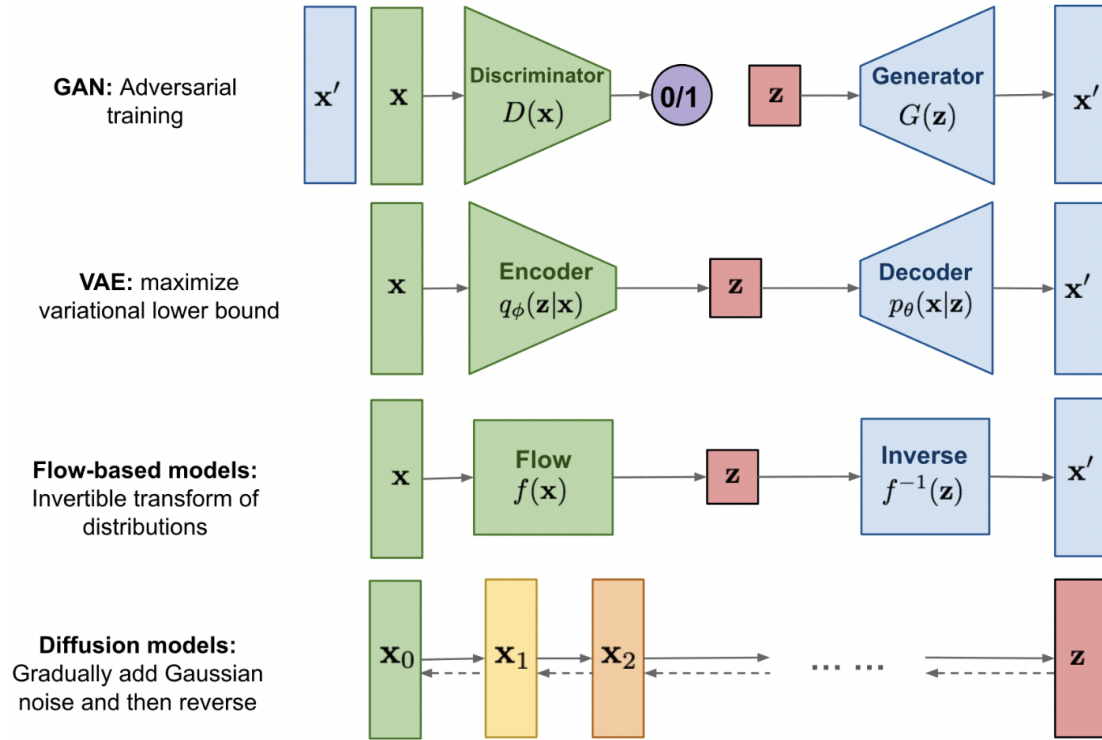 GAN: Adversarial
training
x′
x
Discriminator
D(x)
0/1
z
Generator
G(z)
x′
VAE: maximize
variational lower bound
x
Encoder
qϕ(z|x)
z
Decoder
pθ(x|z)
x′
Flow-based models:
Invertible transform of
distributions
x
Flow
f(x)
z
Inverse
f⁻¹(z)
x′
Diffusion models:
Gradually add Gaussian
noise and then reverse
x₀
x₁
x₂
... ...
z